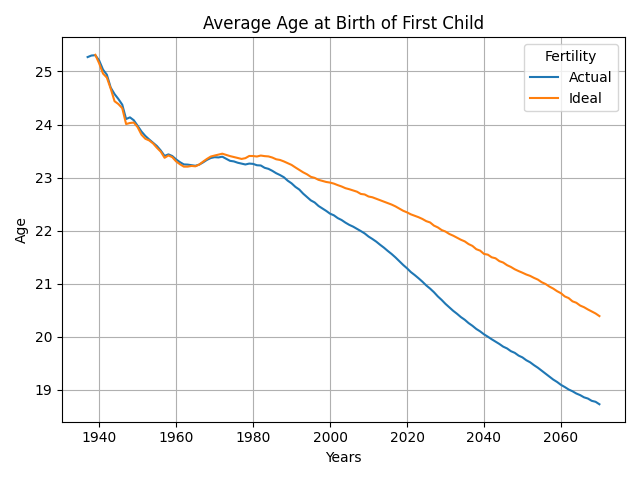 Average Age at Birth of First Child
Fertility
Actual
Ideal
Age
25
24
23
22
21
20
19
1940 1960 1980 2000 2020 2040 2060
Years